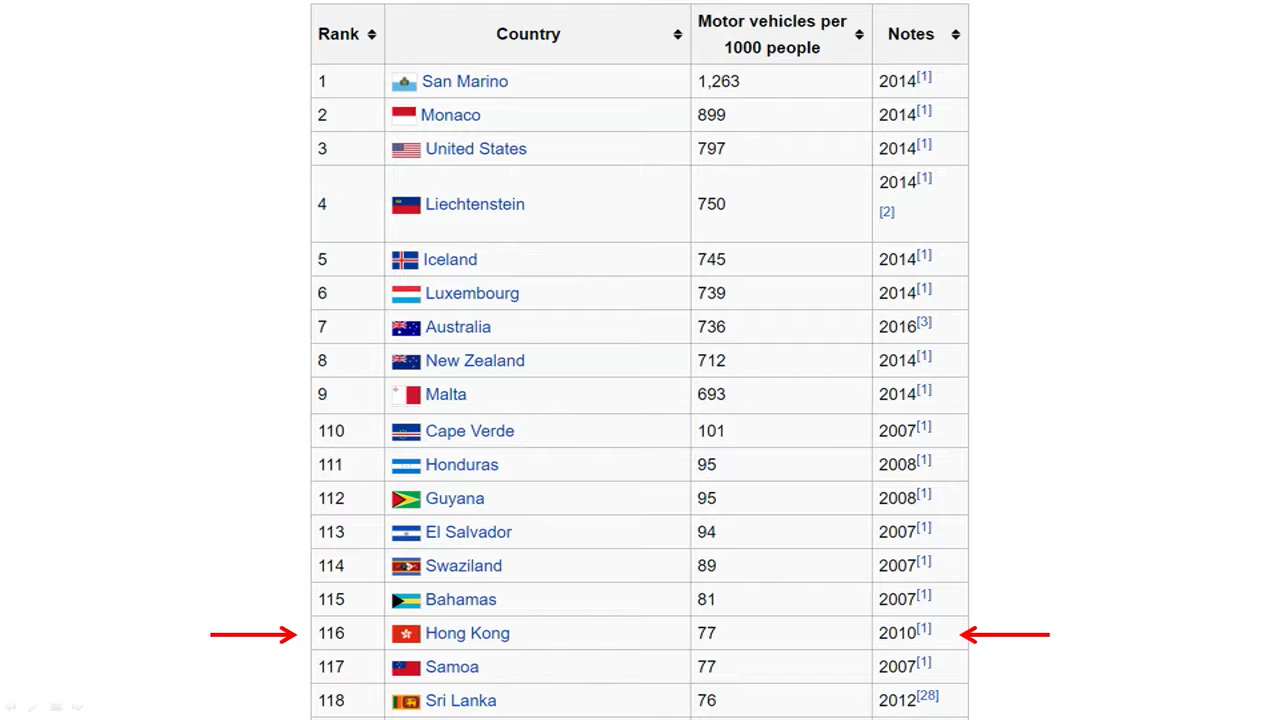 Rank Country Motor vehicles per 1000 people Notes
1 San Marino 1,263 2014[1]
2 Monaco 899 2014[1]
3 United States 797 2014[1]
4 Liechtenstein 750 2014[1][2]
5 Iceland 745 2014[1]
6 Luxembourg 739 2014[1]
7 Australia 736 2016[3]
8 New Zealand 712 2014[1]
9 Malta 693 2014[1]
110 Cape Verde 101 2007[1]
111 Honduras 95 2008[1]
112 Guyana 95 2008[1]
113 El Salvador 94 2007[1]
114 Swaziland 89 2007[1]
115 Bahamas 81 2007[1]
116 Hong Kong 77 2010[1]
117 Samoa 77 2007[1]
118 Sri Lanka 76 2012[28]